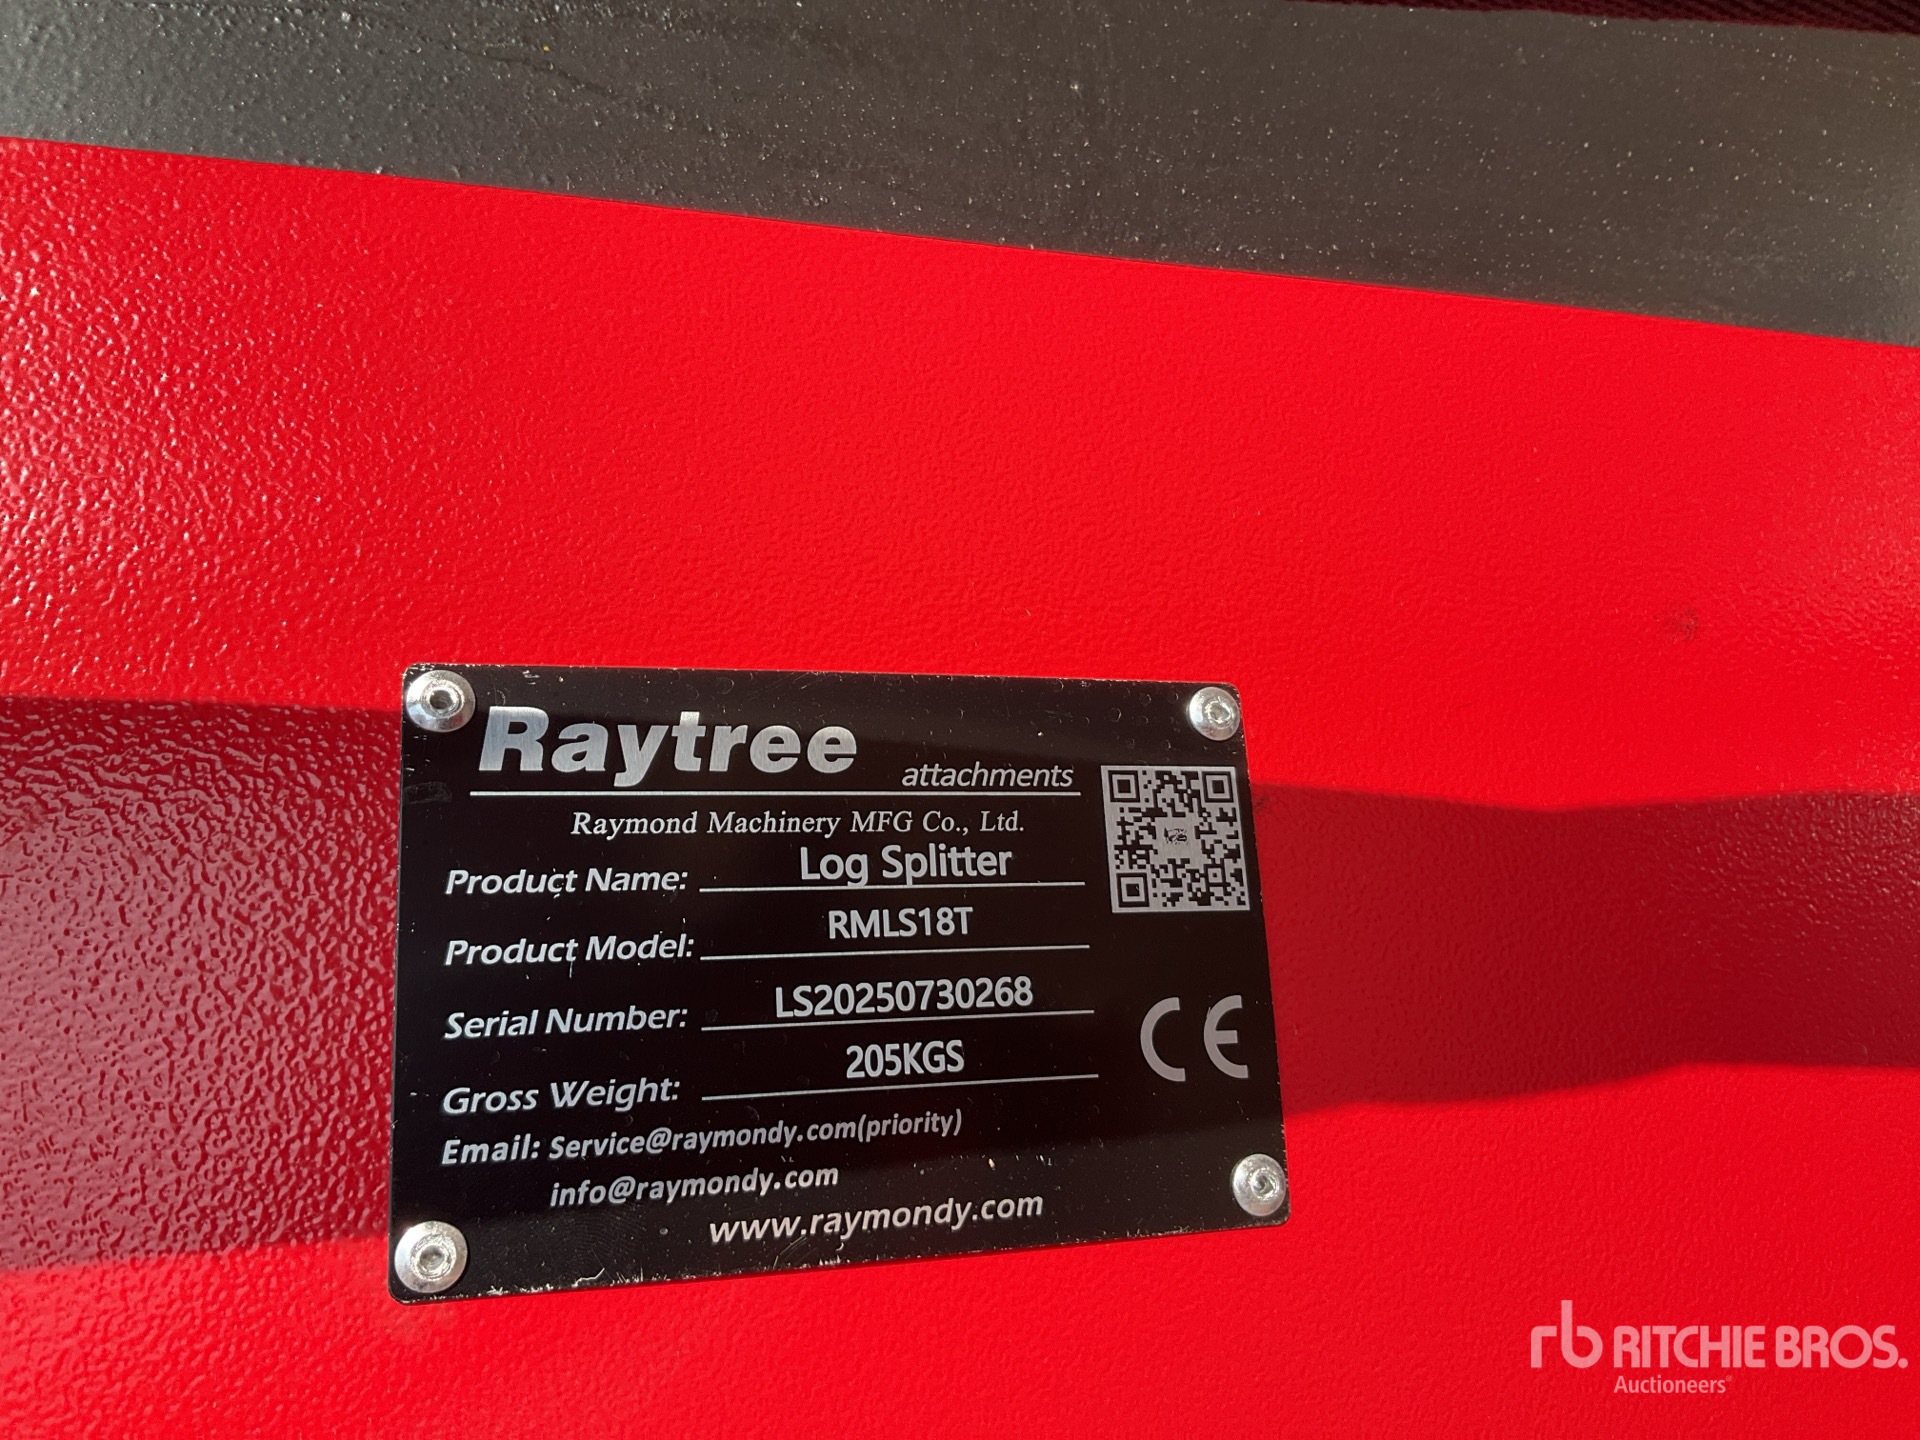 Raytree
attachments
Raymond Machinery MFG Co., Ltd.
Product Name: Log Splitter
Product Model: RMLS18T
Serial Number: LS20250730268
Gross Weight: 205KGS
Email: Service@raymondy.com(priority)
info@raymondy.com
www.raymondy.com
CE
rb RITCHIE BROS.
Auctioneers